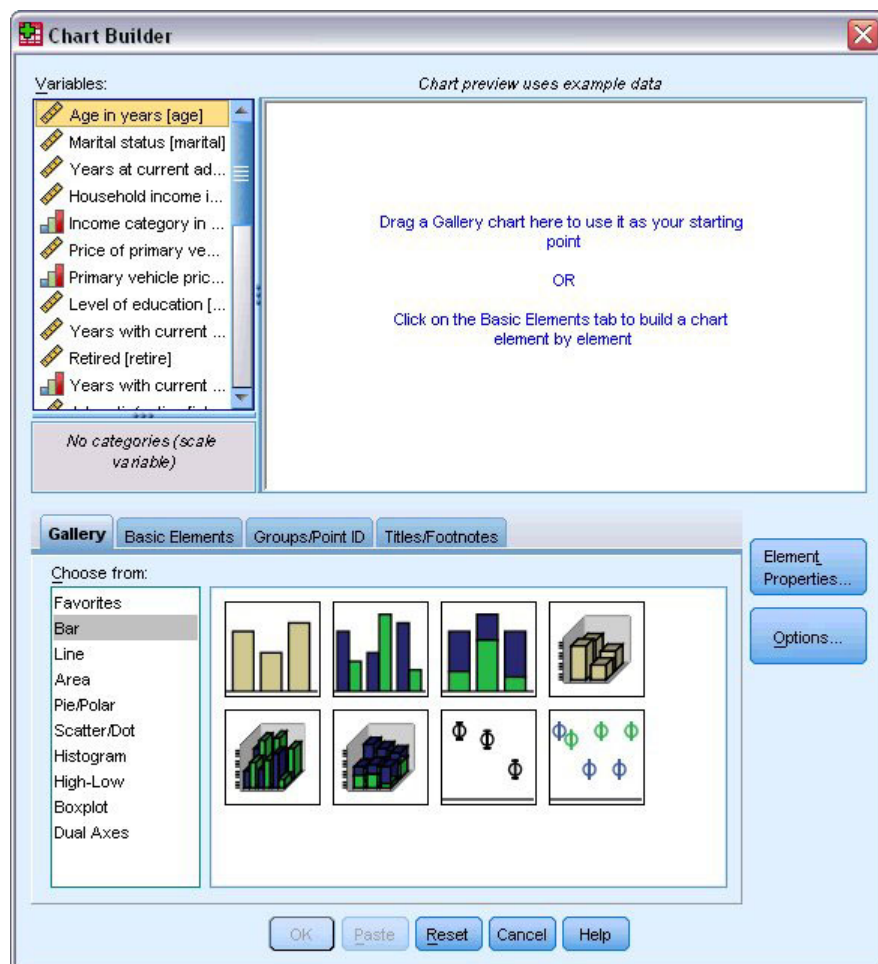 Chart Builder
Variables:
Chart preview uses example data
Age in years [age]
Marital status [marital]
Years at current ad...
Household income i...
Income category in ...
Price of primary ve...
Primary vehicle pric...
Level of education [...
Years with current ...
Retired [retire]
Years with current ...
Drag a Gallery chart here to use it as your starting
point
OR
Click on the Basic Elements tab to build a chart
element by element
No categories (scale
variable)
Gallery
Basic Elements
Groups/Point ID
Titles/Footnotes
Choose from:
Favorites
Bar
Line
Area
Pie/Polar
Scatter/Dot
Histogram
High-Low
Boxplot
Dual Axes
Element
Properties...
Options...
OK
Paste
Reset
Cancel
Help